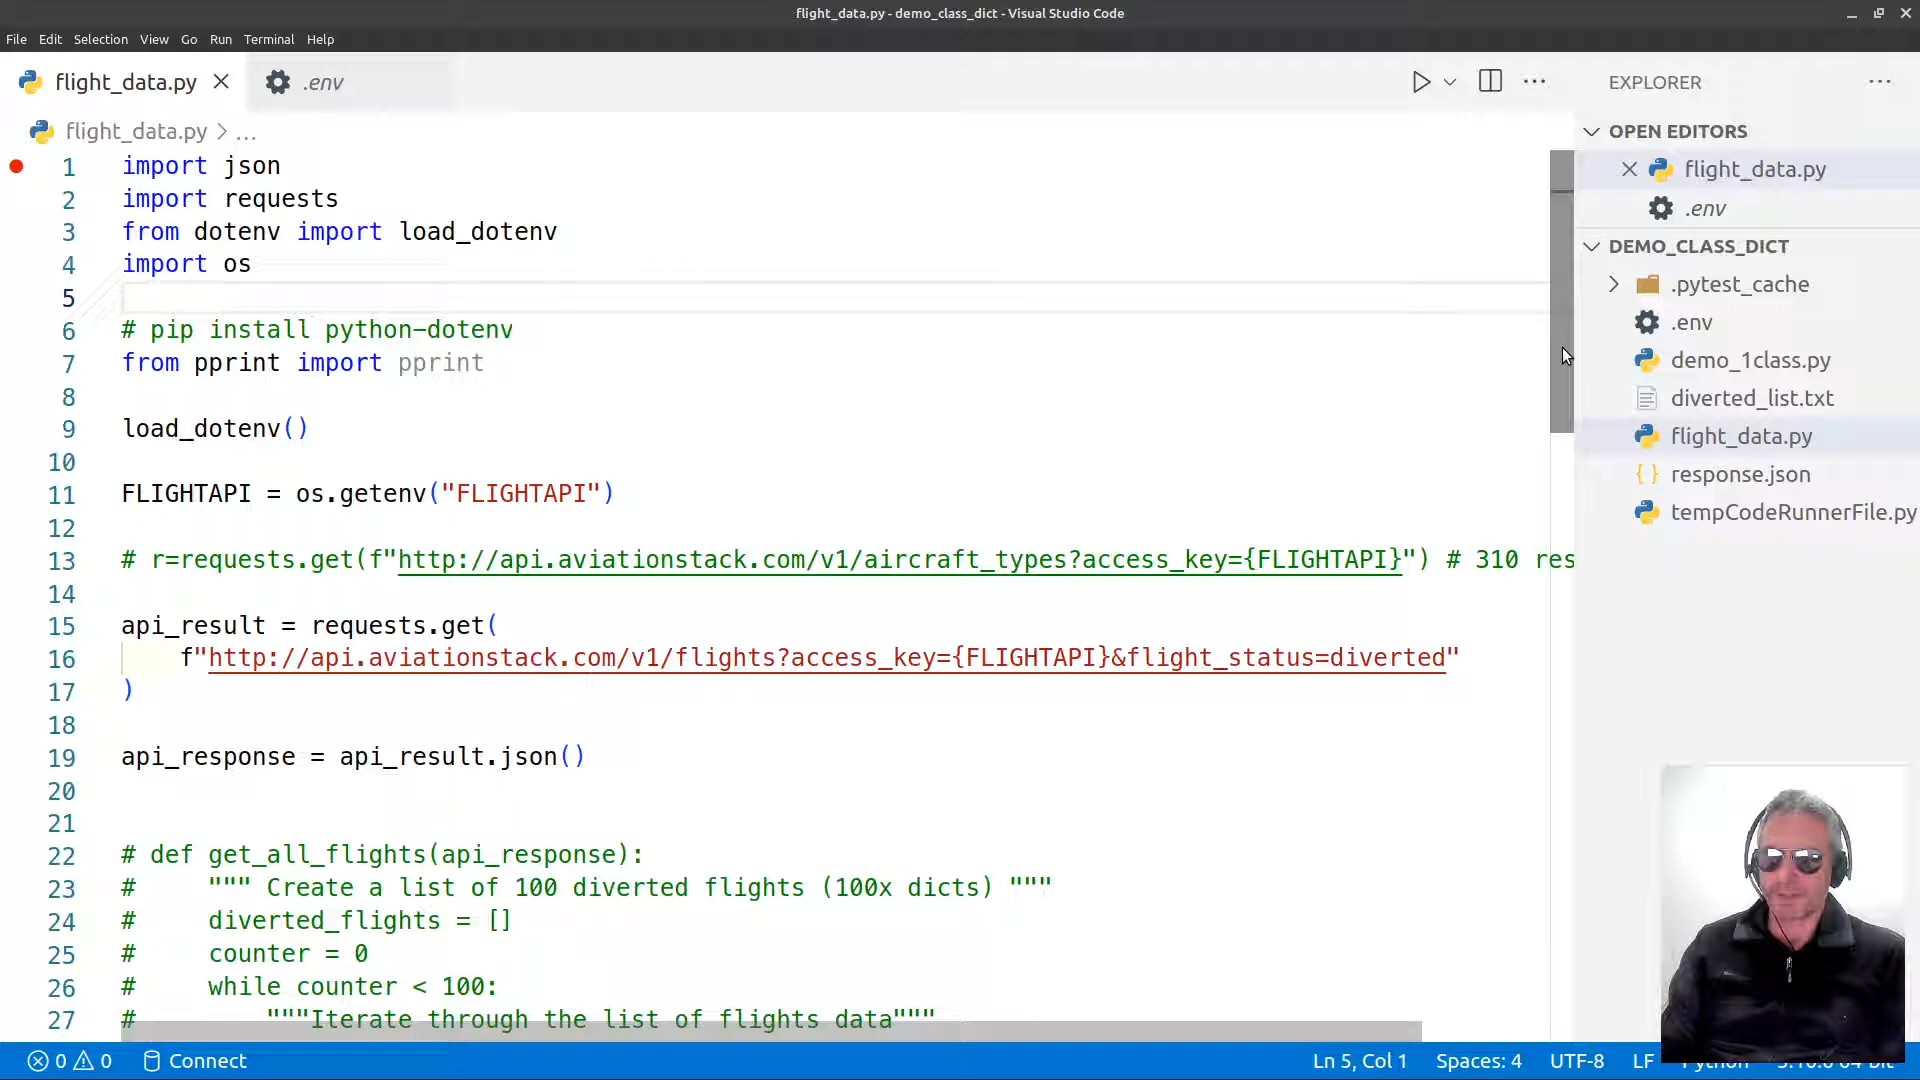 flight_data.py - demo_class_dict - Visual Studio Code
File Edit Selection View Go Run Terminal Help
flight_data.py .env
flight_data.py > ...
1 import json
2 import requests
3 from dotenv import load_dotenv
4 import os
5
6 # pip install python-dotenv
7 from pprint import pprint
8
9 load_dotenv()
10
11 FLIGHTAPI = os.getenv("FLIGHTAPI")
12
13 # r=requests.get(f"http://api.aviationstack.com/v1/aircraft_types?access_key={FLIGHTAPI}") # 310 res
14
15 api_result = requests.get(
16 f"http://api.aviationstack.com/v1/flights?access_key={FLIGHTAPI}&flight_status=diverted"
17 )
18
19 api_response = api_result.json()
20
21
22 # def get_all_flights(api_response):
23 # """ Create a list of 100 diverted flights (100x dicts) """
24 # diverted_flights = []
25 # counter = 0
26 # while counter < 100:
27 # """Iterate through the list of flights data"""
EXPLORER
OPEN EDITORS
flight_data.py
.env
DEMO_CLASS_DICT
.pytest_cache
.env
demo_1class.py
diverted_list.txt
flight_data.py
response.json
tempCodeRunnerFile.py
0 0 Connect
Ln 5, Col 1 Spaces: 4 UTF-8 LF Python